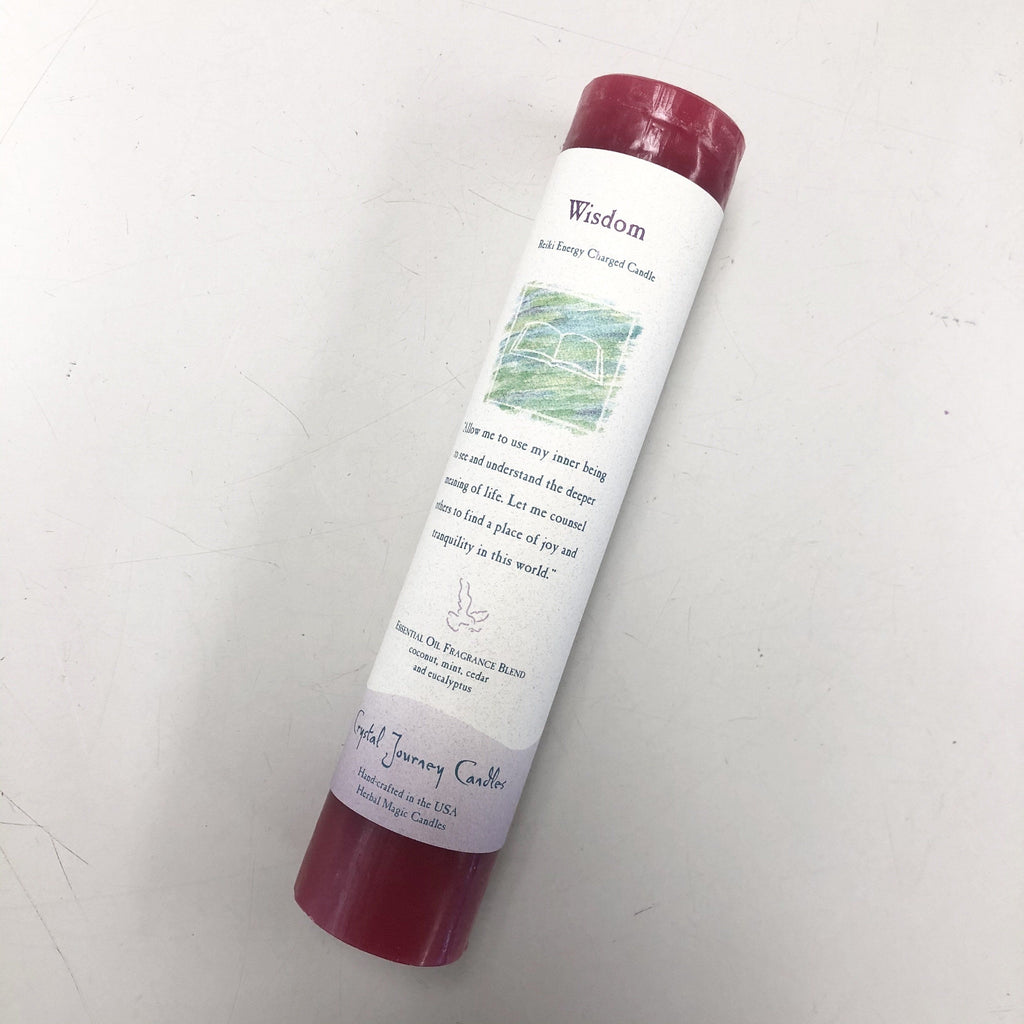 Wisdom
Reiki Energy Charged Candle
"Allow me to use my inner being
to see and understand the deeper
meaning of life. Let me counsel
others to find a place of joy and
tranquility in this world."
ESSENTIAL OIL FRAGRANCE BLEND
coconut, mint, cedar
and eucalyptus
Crystal Journey Candles
Hand-crafted in the USA
Herbal Magic Candles